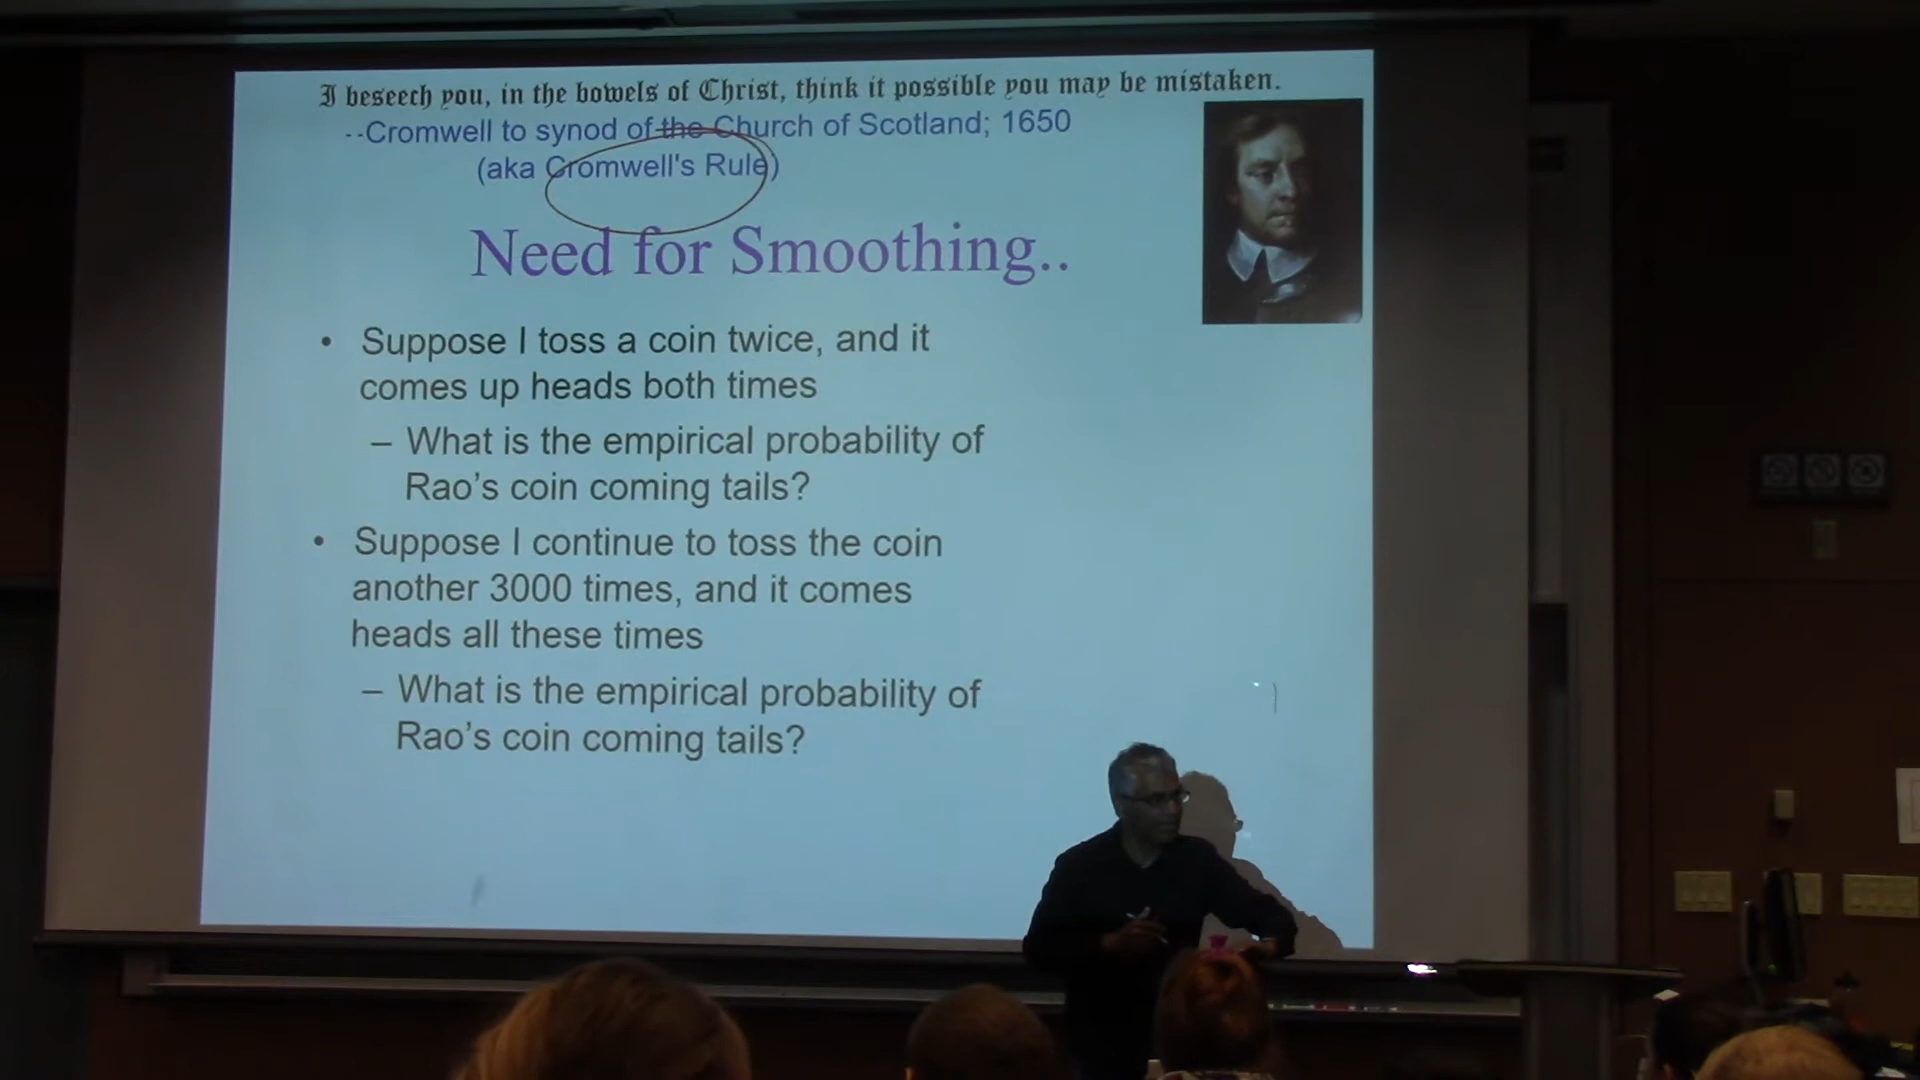 I beseech you, in the bowels of Christ, think it possible you may be mistaken.
--Cromwell to synod of the Church of Scotland; 1650
(aka Cromwell's Rule)
Need for Smoothing..
• Suppose I toss a coin twice, and it
comes up heads both times
– What is the empirical probability of
Rao’s coin coming tails?
• Suppose I continue to toss the coin
another 3000 times, and it comes
heads all these times
– What is the empirical probability of
Rao’s coin coming tails?